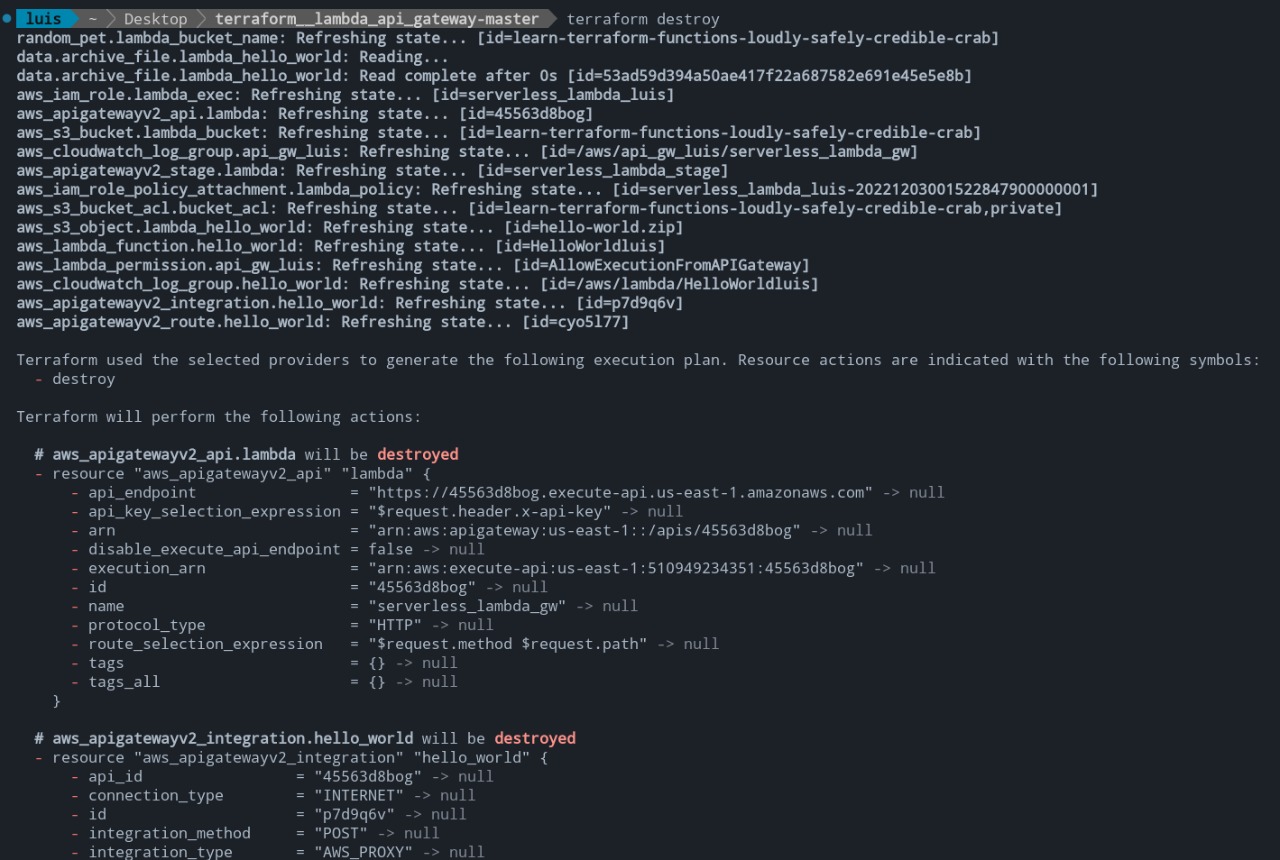 luis ~ Desktop terraform__lambda_api_gateway-master terraform destroy
random_pet.lambda_bucket_name: Refreshing state... [id=learn-terraform-functions-loudly-safely-credible-crab]
data.archive_file.lambda_hello_world: Reading...
data.archive_file.lambda_hello_world: Read complete after 0s [id=53ad59d394a50ae417f22a687582e691e45e5e8b]
aws_iam_role.lambda_exec: Refreshing state... [id=serverless_lambda_luis]
aws_apigatewayv2_api.lambda: Refreshing state... [id=45563d8bog]
aws_s3_bucket.lambda_bucket: Refreshing state... [id=learn-terraform-functions-loudly-safely-credible-crab]
aws_cloudwatch_log_group.api_gw_luis: Refreshing state... [id=/aws/api_gw_luis/serverless_lambda_gw]
aws_apigatewayv2_stage.lambda: Refreshing state... [id=serverless_lambda_stage]
aws_iam_role_policy_attachment.lambda_policy: Refreshing state... [id=serverless_lambda_luis-20221203001522847900000001]
aws_s3_bucket_acl.bucket_acl: Refreshing state... [id=learn-terraform-functions-loudly-safely-credible-crab,private]
aws_s3_object.lambda_hello_world: Refreshing state... [id=hello-world.zip]
aws_lambda_function.hello_world: Refreshing state... [id=HelloWorldluis]
aws_lambda_permission.api_gw_luis: Refreshing state... [id=AllowExecutionFromAPIGateway]
aws_cloudwatch_log_group.hello_world: Refreshing state... [id=/aws/lambda/HelloWorldluis]
aws_apigatewayv2_integration.hello_world: Refreshing state... [id=p7d9q6v]
aws_apigatewayv2_route.hello_world: Refreshing state... [id=cyo5l77]
Terraform used the selected providers to generate the following execution plan. Resource actions are indicated with the following symbols:
- destroy
Terraform will perform the following actions:
# aws_apigatewayv2_api.lambda will be destroyed
- resource "aws_apigatewayv2_api" "lambda" {
- api_endpoint = "https://45563d8bog.execute-api.us-east-1.amazonaws.com" -> null
- api_key_selection_expression = "$request.header.x-api-key" -> null
- arn = "arn:aws:apigateway:us-east-1::/apis/45563d8bog" -> null
- disable_execute_api_endpoint = false -> null
- execution_arn = "arn:aws:execute-api:us-east-1:510949234351:45563d8bog" -> null
- id = "45563d8bog" -> null
- name = "serverless_lambda_gw" -> null
- protocol_type = "HTTP" -> null
- route_selection_expression = "$request.method $request.path" -> null
- tags = {} -> null
- tags_all = {} -> null
}
# aws_apigatewayv2_integration.hello_world will be destroyed
- resource "aws_apigatewayv2_integration" "hello_world" {
- api_id = "45563d8bog" -> null
- connection_type = "INTERNET" -> null
- id = "p7d9q6v" -> null
- integration_method = "POST" -> null
- integration_type = "AWS_PROXY" -> null